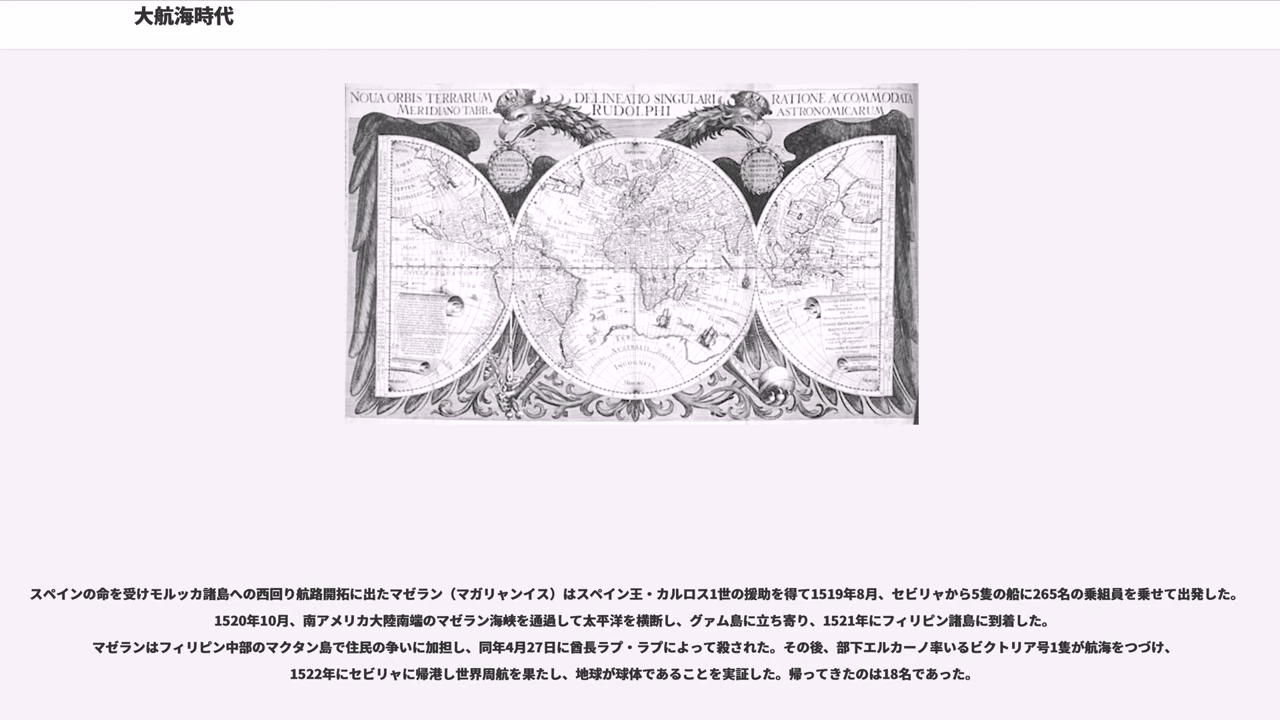 大航海時代
NOUA ORBIS TERRARUM DELINEATIO SINGULARI RATIONE ACCOMMODATA
MERIDIANO TABB. RUDOLPHI ASTRONOMICARUM
スペインの命を受けモルッカ諸島への西回り航路開拓に出たマゼラン（マガリャンイス）はスペイン王・カルロス1世の援助を得て1519年8月、セビリャから5隻の船に265名の乗組員を乗せて出発した。
1520年10月、南アメリカ大陸南端のマゼラン海峡を通過して太平洋を横断し、グァム島に立ち寄り、1521年にフィリピン諸島に到着した。
マゼランはフィリピン中部のマクタン島で住民の争いに加担し、同年4月27日に酋長ラプ・ラプによって殺された。その後、部下エルカーノ率いるビクトリア号1隻が航海をつづけ、
1522年にセビリャに帰港し世界周航を果たし、地球が球体であることを実証した。帰ってきたのは18名であった。